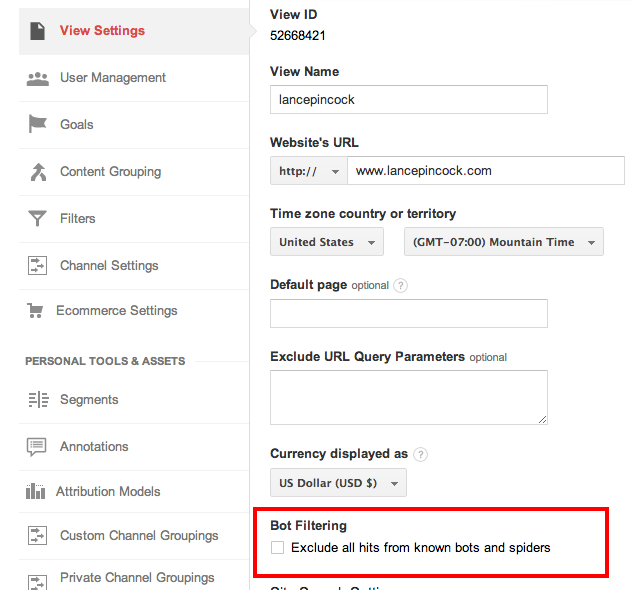 View Settings
User Management
Goals
Content Grouping
Filters
Channel Settings
Ecommerce Settings
PERSONAL TOOLS & ASSETS
Segments
Annotations
Attribution Models
Custom Channel Groupings
Private Channel Groupings
View ID
52668421
View Name
lancepincock
Website's URL
http:// www.lancepincock.com
Time zone country or territory
United States (GMT-07:00) Mountain Time
Default page optional ?
Exclude URL Query Parameters optional
Currency displayed as ?
US Dollar (USD $)
Bot Filtering
Exclude all hits from known bots and spiders